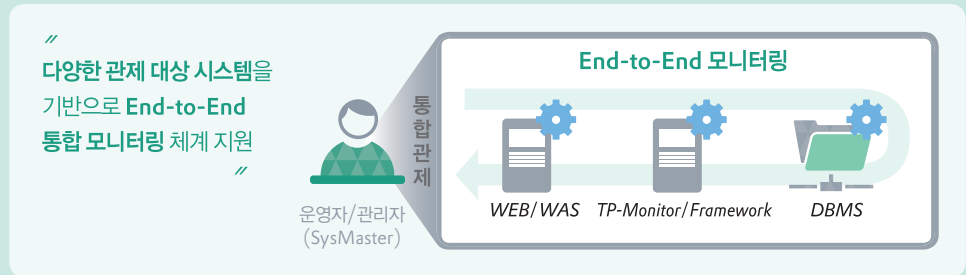 〃
다양한 관제 대상 시스템을
기반으로 End-to-End
통합 모니터링 체계 지원
〃
운영자/관리자
(SysMaster)
통합관제
End-to-End 모니터링
WEB/WAS
TP-Monitor/Framework
DBMS